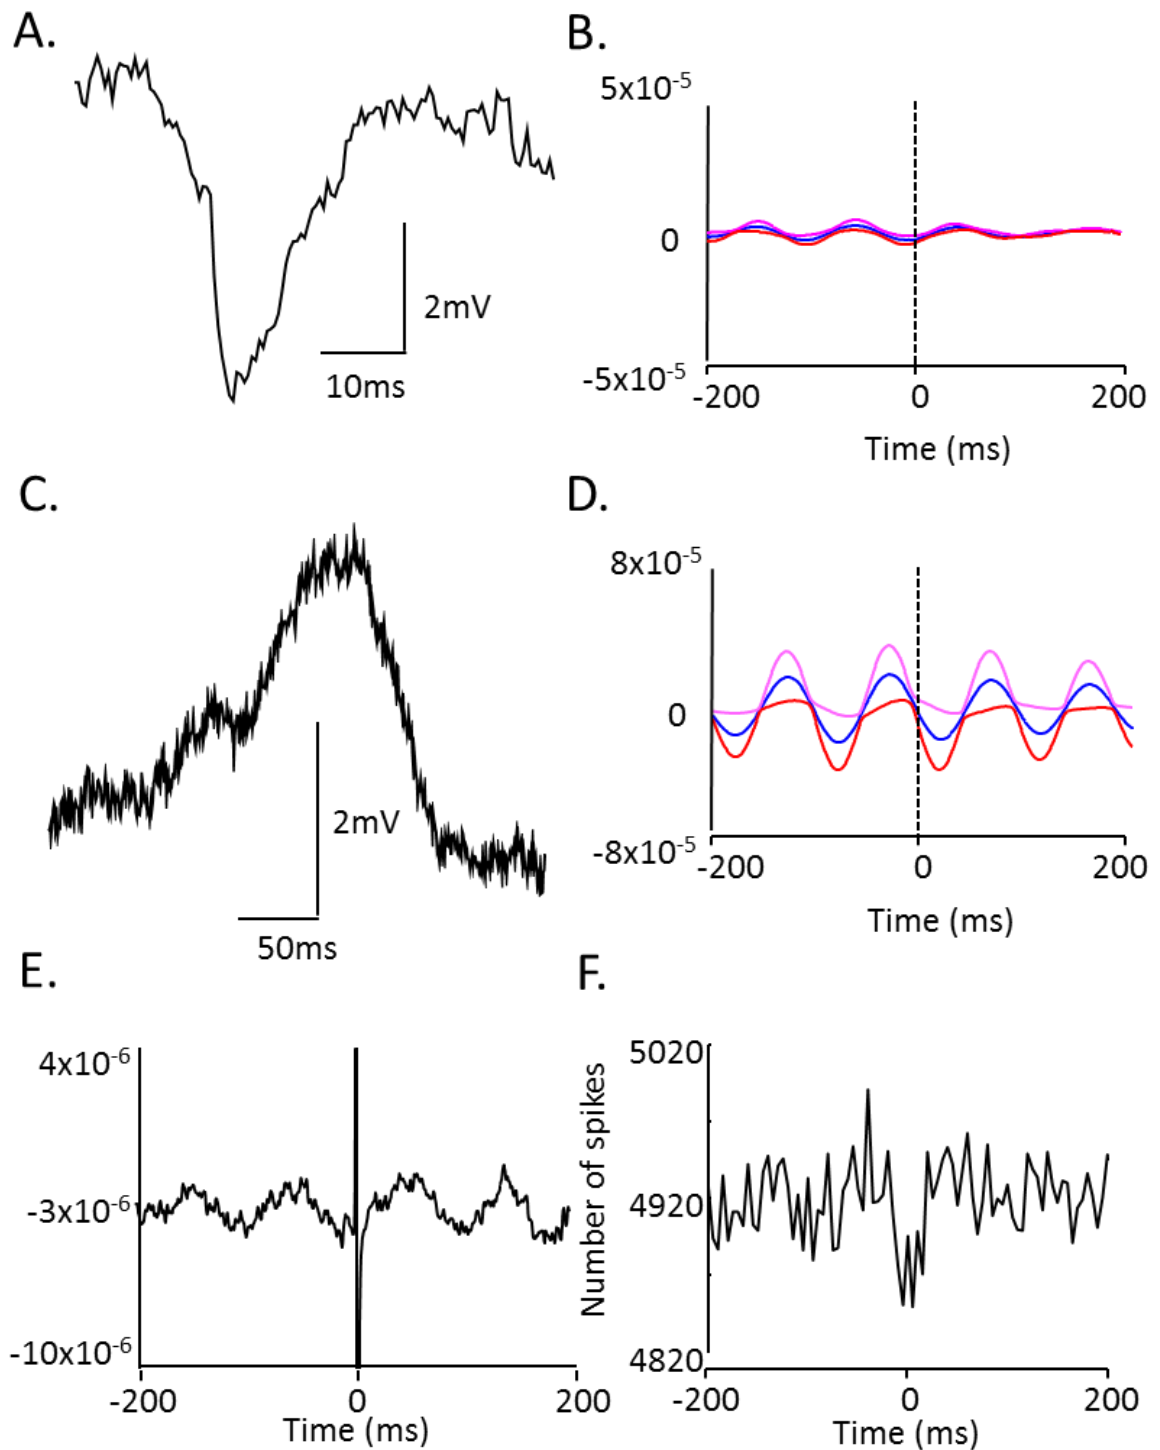 A.
2mV
10ms
B.
5x10⁻⁵
0
-5x10⁻⁵
-200 0 200
Time (ms)
C.
2mV
50ms
D.
8x10⁻⁵
0
-8x10⁻⁵
-200 0 200
Time (ms)
E.
4x10⁻⁶
-3x10⁻⁶
-10x10⁻⁶
-200 0 200
Time (ms)
F.
Number of spikes
5020
4920
4820
-200 0 200
Time (ms)